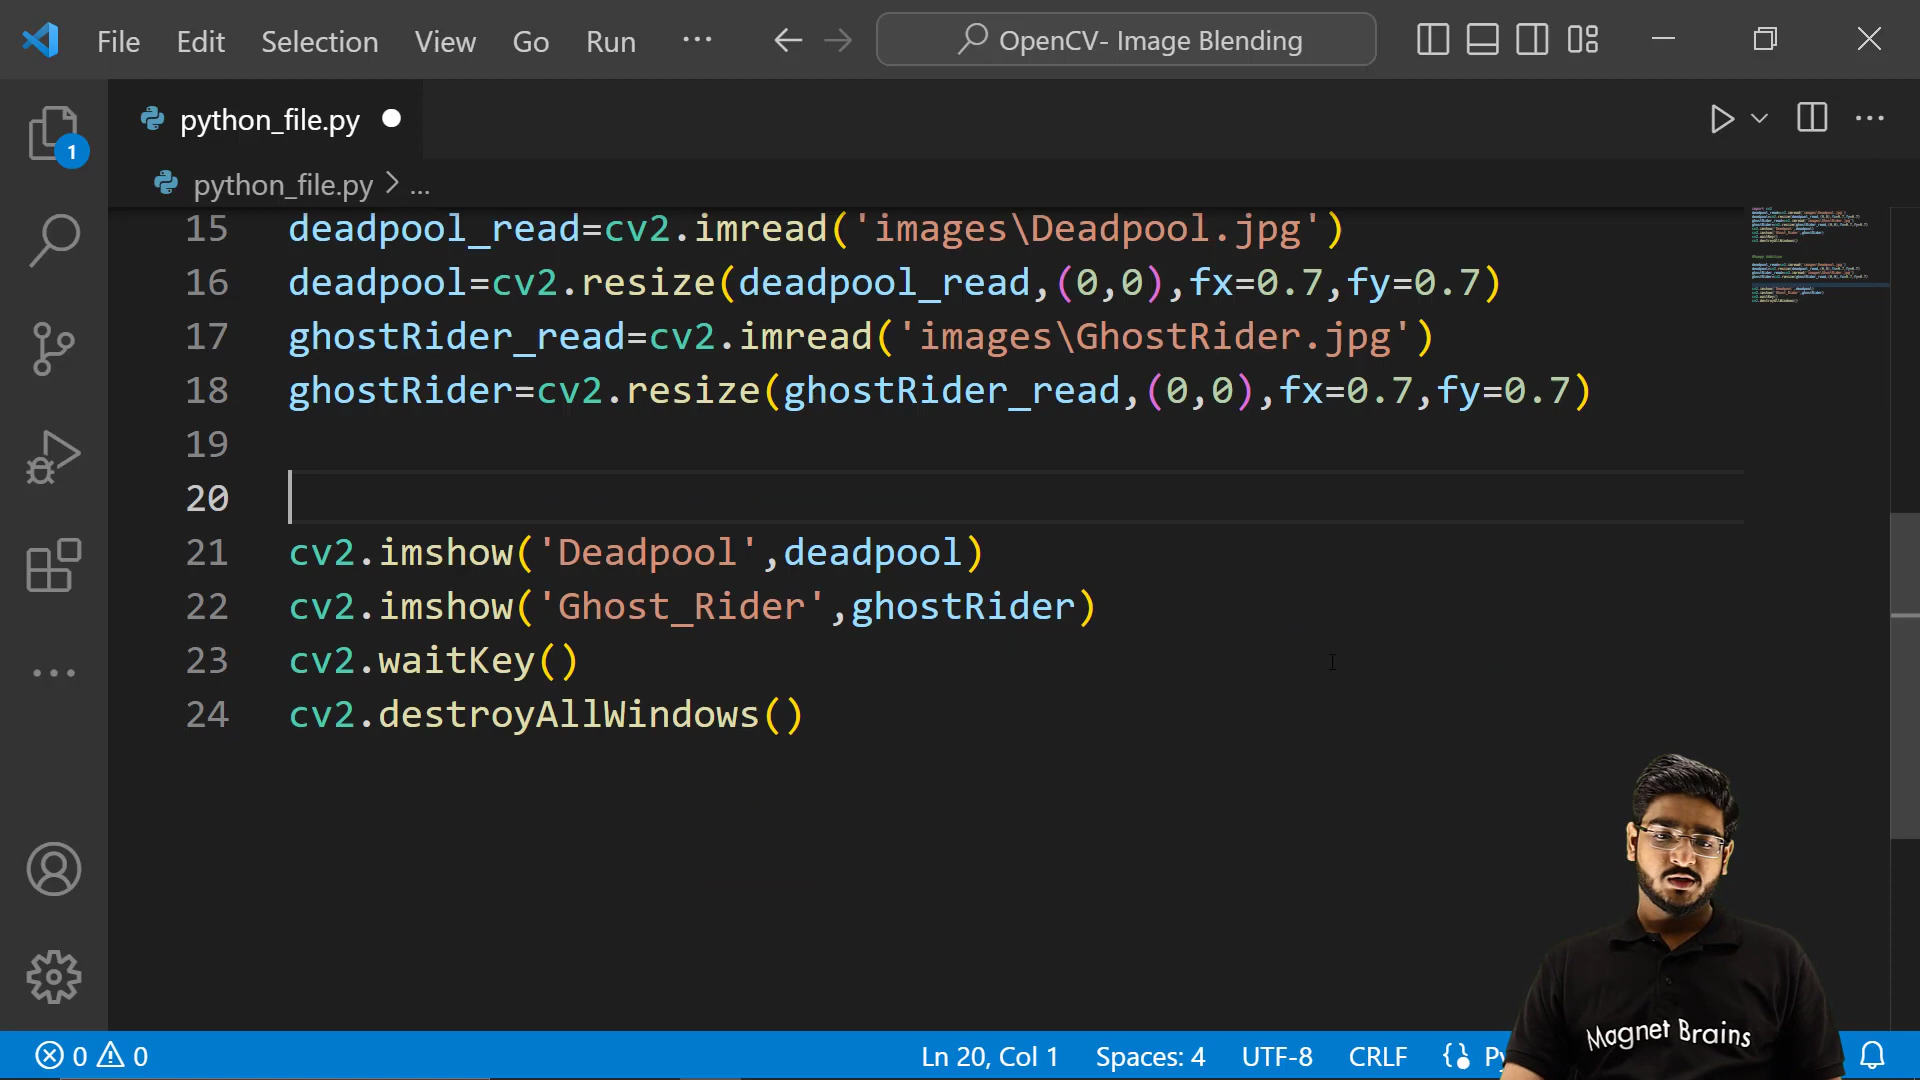 File Edit Selection View Go Run ... OpenCV- Image Blending
python_file.py
1
python_file.py > ...
15 deadpool_read=cv2.imread('images\Deadpool.jpg')
16 deadpool=cv2.resize(deadpool_read,(0,0),fx=0.7,fy=0.7)
17 ghostRider_read=cv2.imread('images\GhostRider.jpg')
18 ghostRider=cv2.resize(ghostRider_read,(0,0),fx=0.7,fy=0.7)
19
20
21 cv2.imshow('Deadpool',deadpool)
22 cv2.imshow('Ghost_Rider',ghostRider)
23 cv2.waitKey()
24 cv2.destroyAllWindows()
Magnet Brains
0 0 Ln 20, Col 1 Spaces: 4 UTF-8 CRLF {} Py